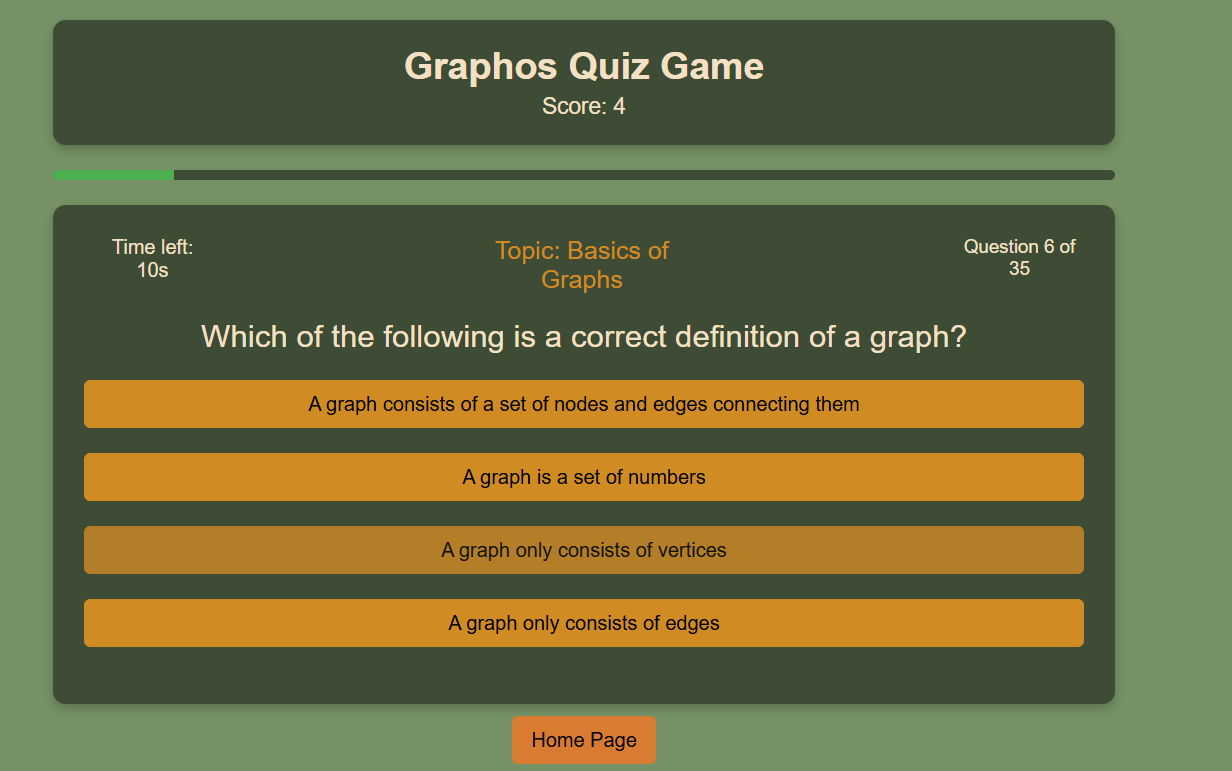 Graphos Quiz Game
Score: 4
Time left:
10s
Topic: Basics of
Graphs
Question 6 of
35
Which of the following is a correct definition of a graph?
A graph consists of a set of nodes and edges connecting them
A graph is a set of numbers
A graph only consists of vertices
A graph only consists of edges
Home Page